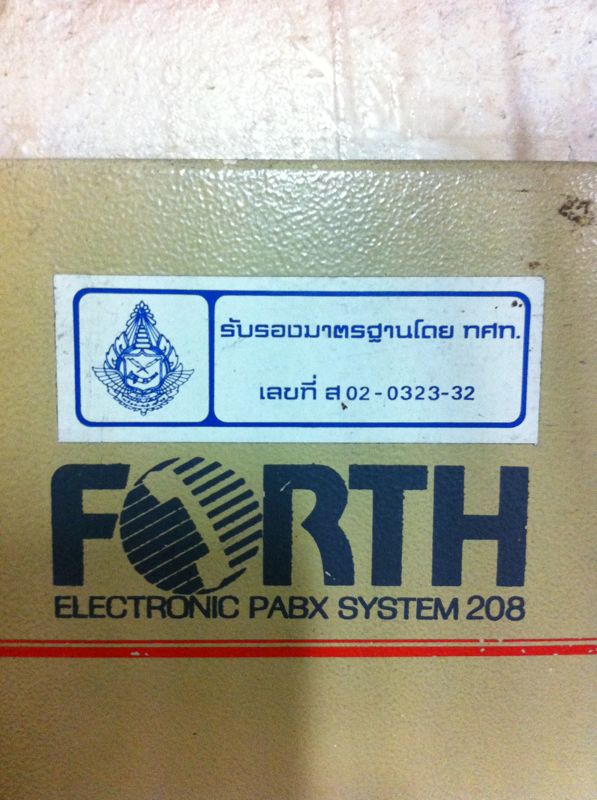 รับรองมาตรฐานโดย ทศท.
เลขที่ ส 02-0323-32
FORTH
ELECTRONIC PABX SYSTEM 208